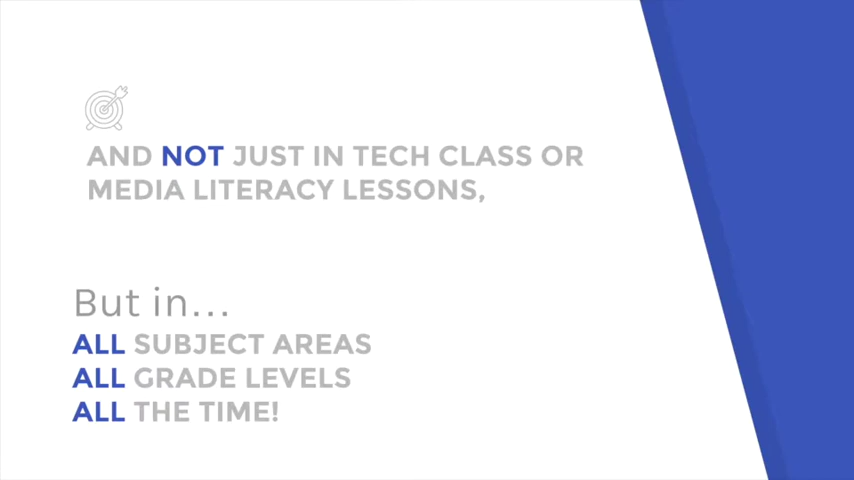 AND NOT JUST IN TECH CLASS OR
MEDIA LITERACY LESSONS,
But in...
ALL SUBJECT AREAS
ALL GRADE LEVELS
ALL THE TIME!